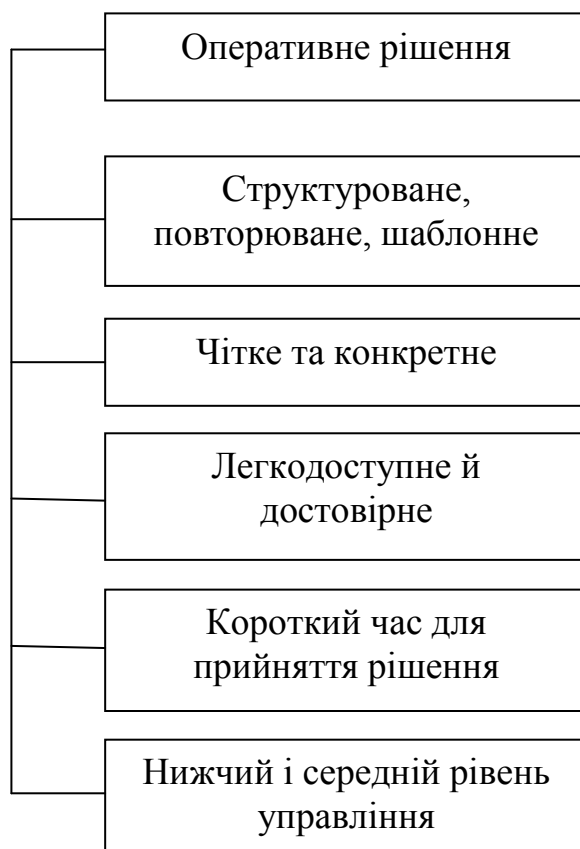 Оперативне рішення
Структуроване,
повторюване, шаблонне
Чітке та конкретне
Легкодоступне й
достовірне
Короткий час для
прийняття рішення
Нижчий і середній рівень
управління